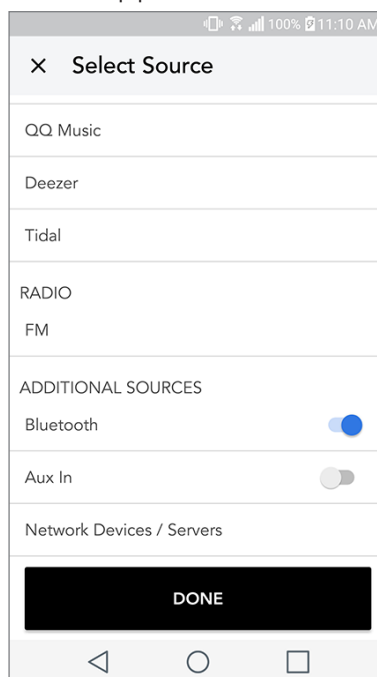 100% 11:10 AM
× Select Source
QQ Music
Deezer
Tidal
RADIO
FM
ADDITIONAL SOURCES
Bluetooth
Aux In
Network Devices / Servers
DONE